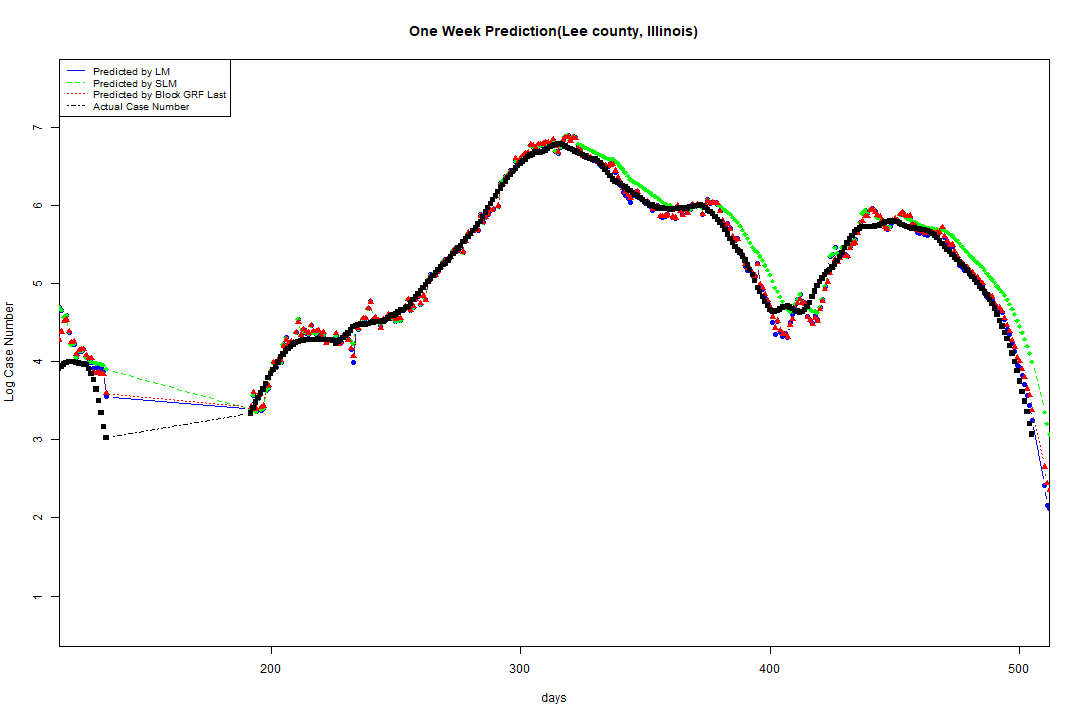 One Week Prediction(Lee county, Illinois)
Predicted by LM
Predicted by SLM
Predicted by Block GRF Last
Actual Case Number
7
6
5
4
3
2
1
Log Case Number
200 300 400 500
days